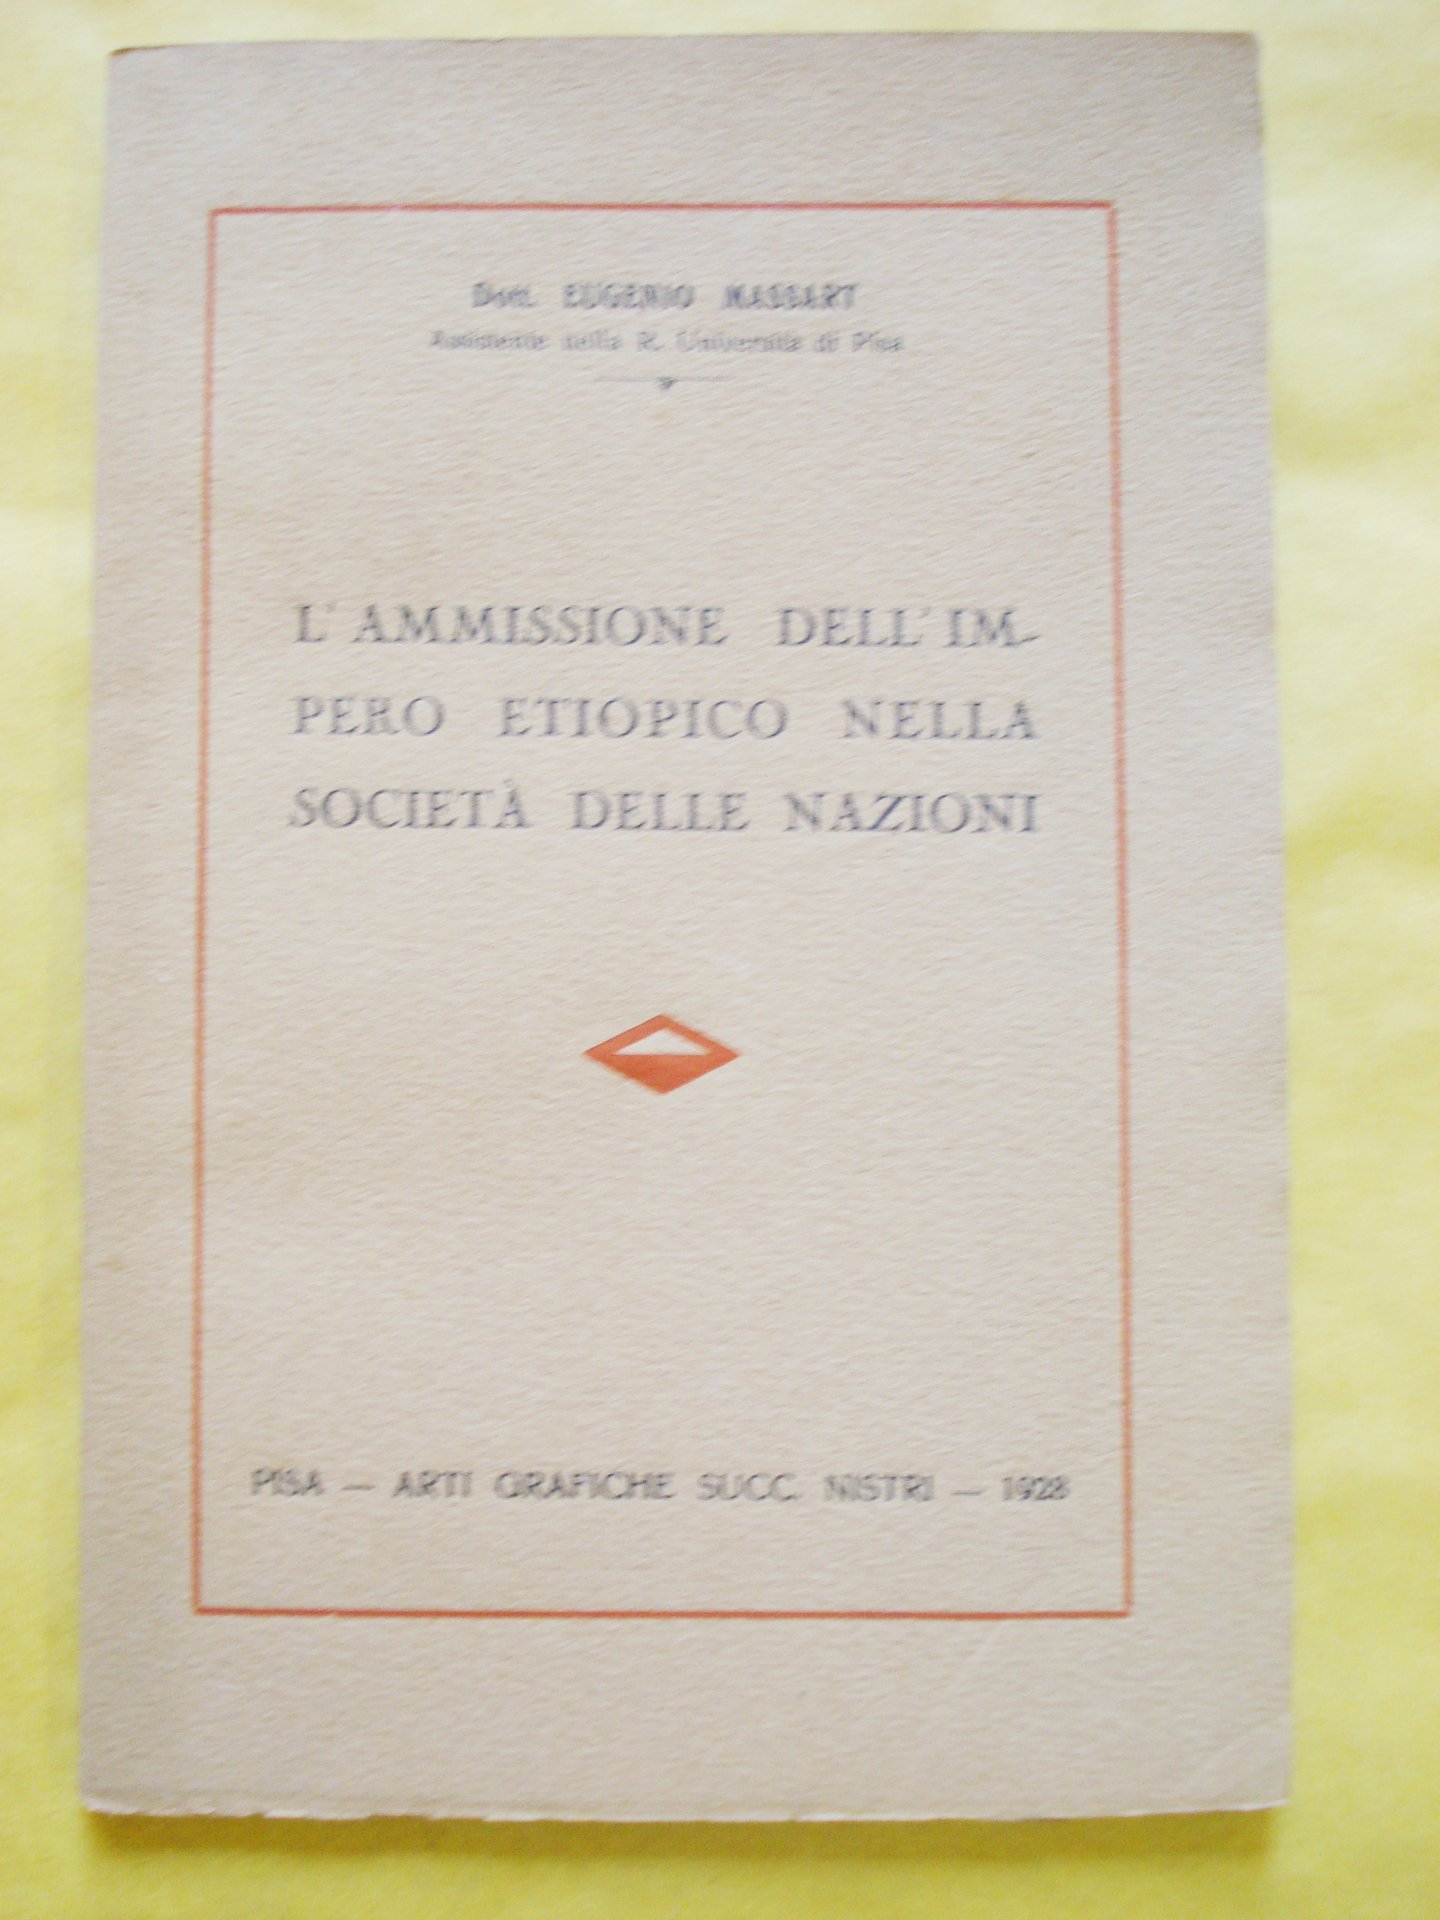 Dott. EUGENIO MASSART
Assistente nella R. Università di Pisa
L'AMMISSIONE DELL'IM-
PERO ETIOPICO NELLA
SOCIETÀ DELLE NAZIONI
PISA — ARTI GRAFICHE SUCC. NISTRI — 1928